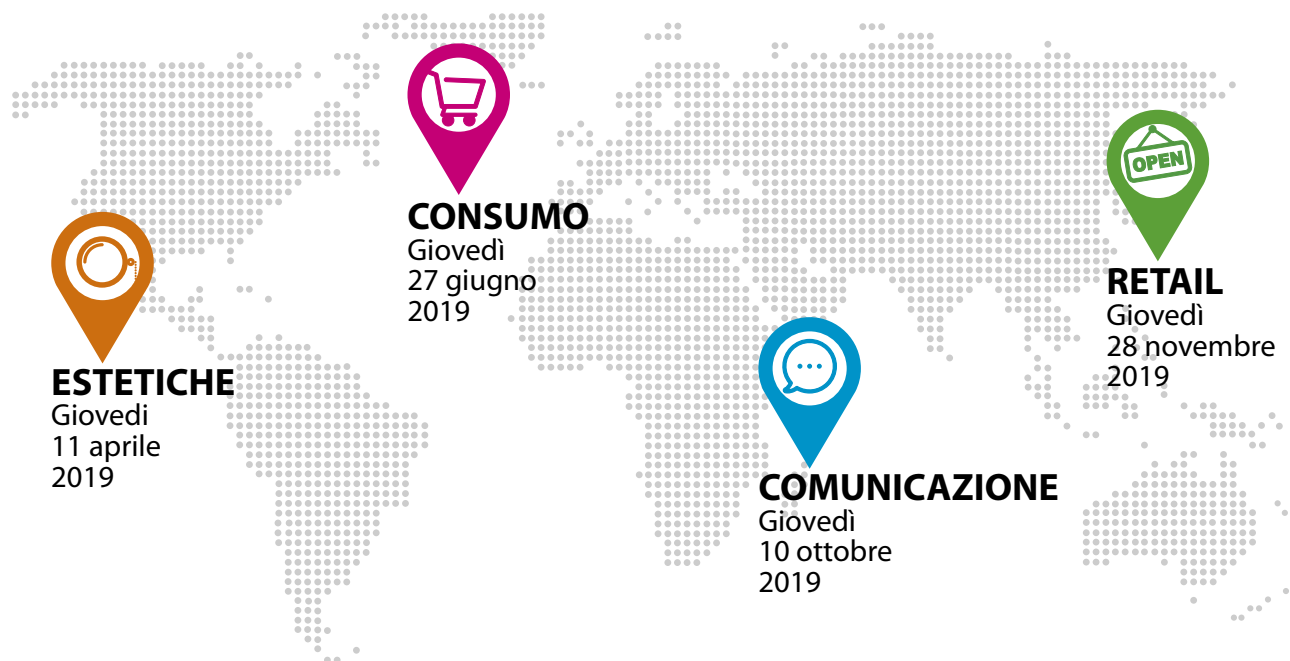 CONSUMO
Giovedì
27 giugno
2019
OPEN
RETAIL
Giovedì
28 novembre
2019
ESTETICHE
Giovedi
11 aprile
2019
COMUNICAZIONE
Giovedì
10 ottobre
2019